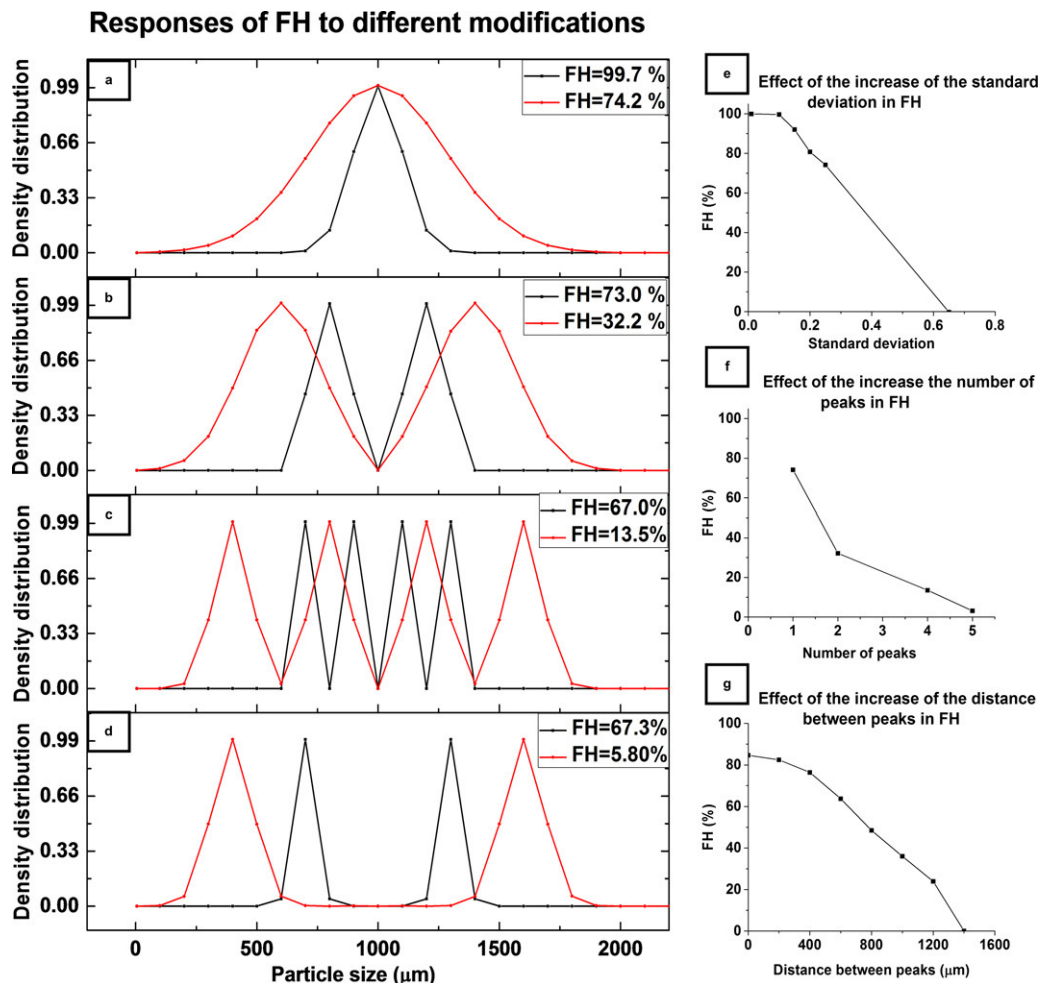 Responses of FH to different modifications
a
FH=99.7 %
FH=74.2 %
0.99
0.66
0.33
0.00
Density distribution
b
FH=73.0 %
FH=32.2 %
0.99
0.66
0.33
0.00
Density distribution
c
FH=67.0%
FH=13.5%
0.99
0.66
0.33
0.00
Density distribution
d
FH=67.3%
FH=5.80%
0.99
0.66
0.33
0.00
Density distribution
0 500 1000 1500 2000
Particle size (μm)
e
Effect of the increase of the standard
deviation in FH
100
80
60
40
20
0
FH (%)
0.0 0.2 0.4 0.6 0.8
Standard deviation
f
Effect of the increase the number of
peaks in FH
100
80
60
40
20
0
FH (%)
0 1 2 3 4 5
Number of peaks
g
Effect of the increase of the distance
between peaks in FH
100
80
60
40
20
0
FH (%)
0 400 800 1200 1600
Distance between peaks (μm)